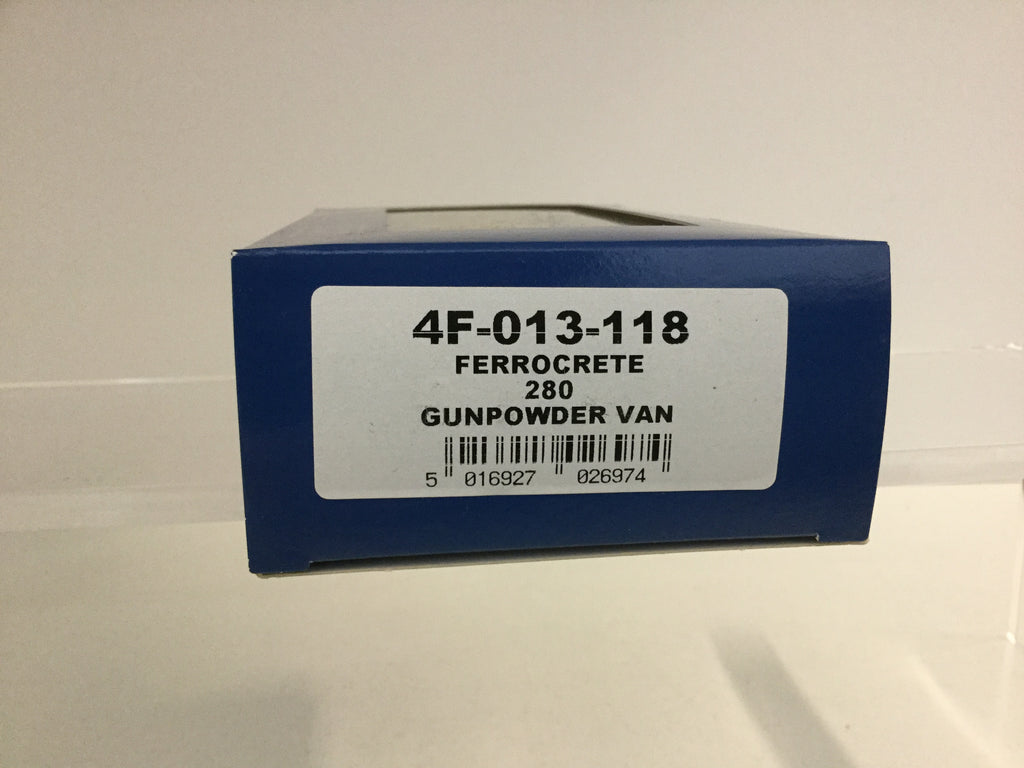 4F-013-118
FERROCRETE
280
GUNPOWDER VAN
5 016927 026974